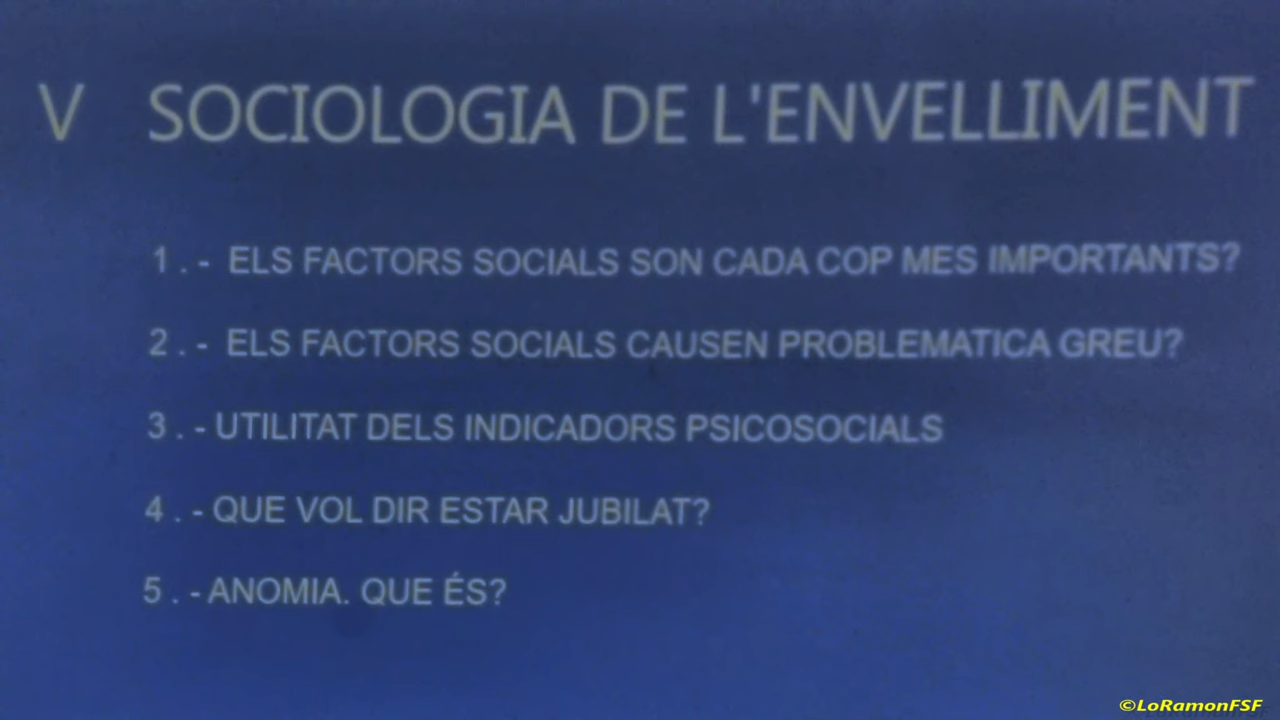 V SOCIOLOGIA DE L'ENVELLIMENT
1 . - ELS FACTORS SOCIALS SON CADA COP MES IMPORTANTS?
2 . - ELS FACTORS SOCIALS CAUSEN PROBLEMATICA GREU?
3 . - UTILITAT DELS INDICADORS PSICOSOCIALS
4 . - QUE VOL DIR ESTAR JUBILAT?
5 . - ANOMIA. QUE ÉS?
©LoRamonFSF